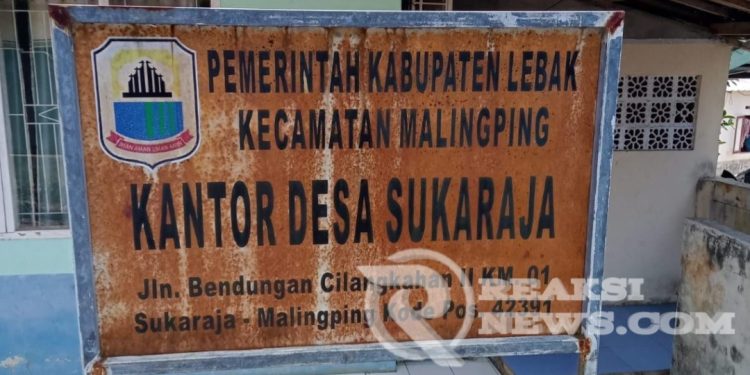 PEMERINTAH KABUPATEN LEBAK
KECAMATAN MALINGPING
KANTOR DESA SUKARAJA
Jln. Bendungan Cilangkahan II KM. 01
Sukaraja - Malingping Kode Pos. 42391
REAKSI
NEWS.COM